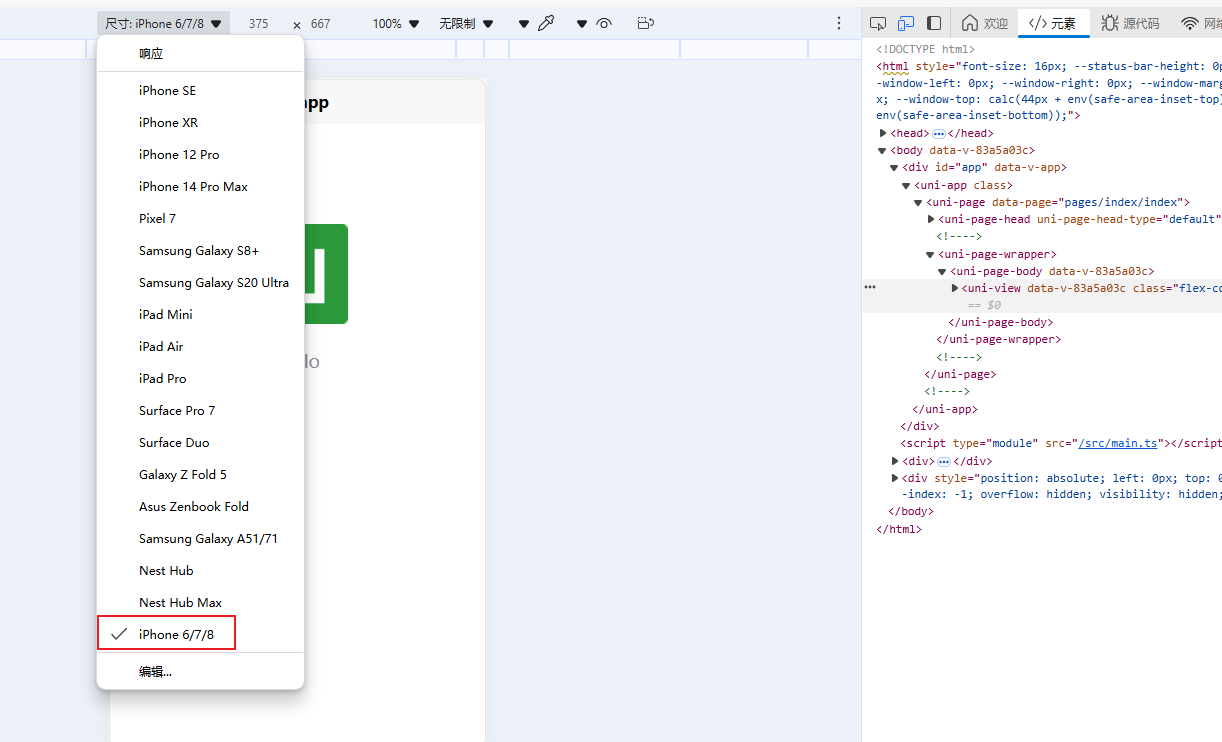 尺寸: iPhone 6/7/8 375 × 667 100% 无限制
欢迎 </> 元素 源代码 网络
响应
iPhone SE
iPhone XR
iPhone 12 Pro
iPhone 14 Pro Max
Pixel 7
Samsung Galaxy S8+
Samsung Galaxy S20 Ultra
iPad Mini
iPad Air
iPad Pro
Surface Pro 7
Surface Duo
Galaxy Z Fold 5
Asus Zenbook Fold
Samsung Galaxy A51/71
Nest Hub
Nest Hub Max
iPhone 6/7/8
编辑...
app
lo
<!DOCTYPE html>
<html style="font-size: 16px; --status-bar-height: 0p
-window-left: 0px; --window-right: 0px; --window-marg
x; --window-top: calc(44px + env(safe-area-inset-top)
env(safe-area-inset-bottom));">
<head> ••• </head>
<body data-v-83a5a03c>
<div id="app" data-v-app>
<uni-app class>
<uni-page data-page="pages/index/index">
<uni-page-head uni-page-head-type="default"
<!---->
<uni-page-wrapper>
<uni-page-body data-v-83a5a03c>
••• <uni-view data-v-83a5a03c class="flex-co
== $0
</uni-page-body>
</uni-page-wrapper>
<!---->
</uni-page>
<!---->
</uni-app>
</div>
<script type="module" src="/src/main.ts"></script
<div> ••• </div>
<div style="position: absolute; left: 0px; top: 0
-index: -1; overflow: hidden; visibility: hidden;
</body>
</html>